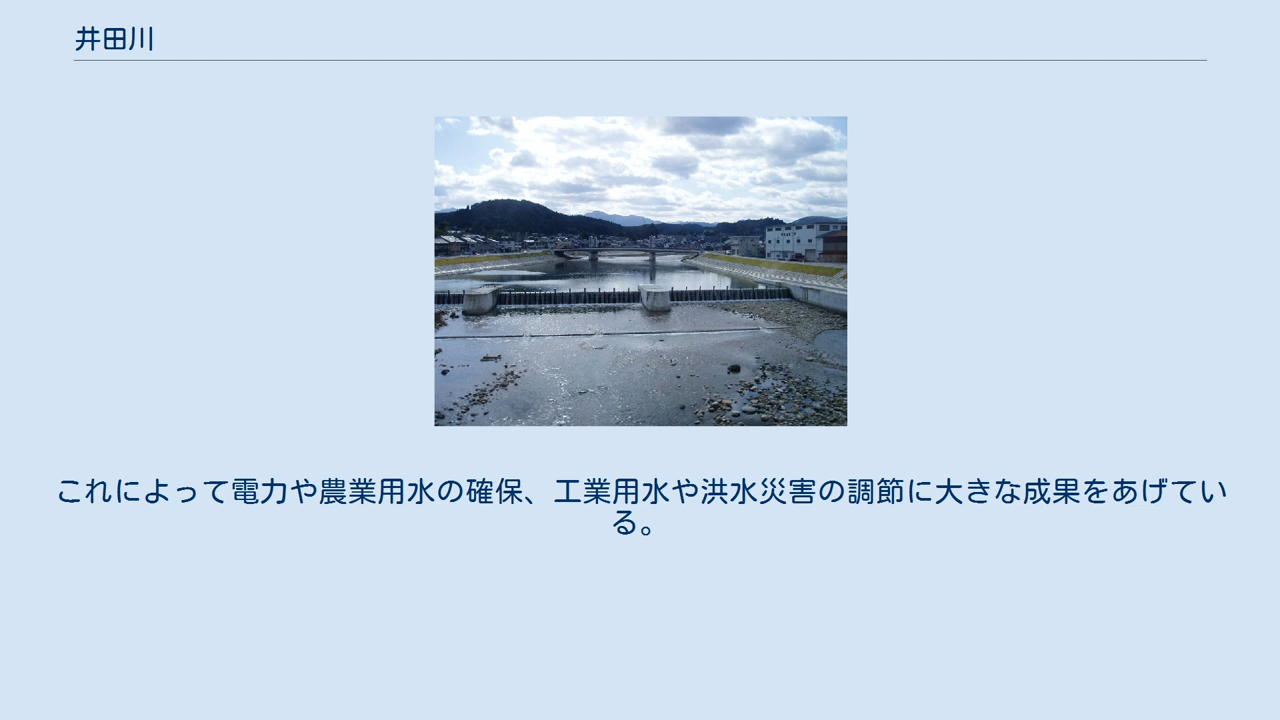 井田川
これによって電力や農業用水の確保、工業用水や洪水災害の調節に大きな成果をあげてい
る。